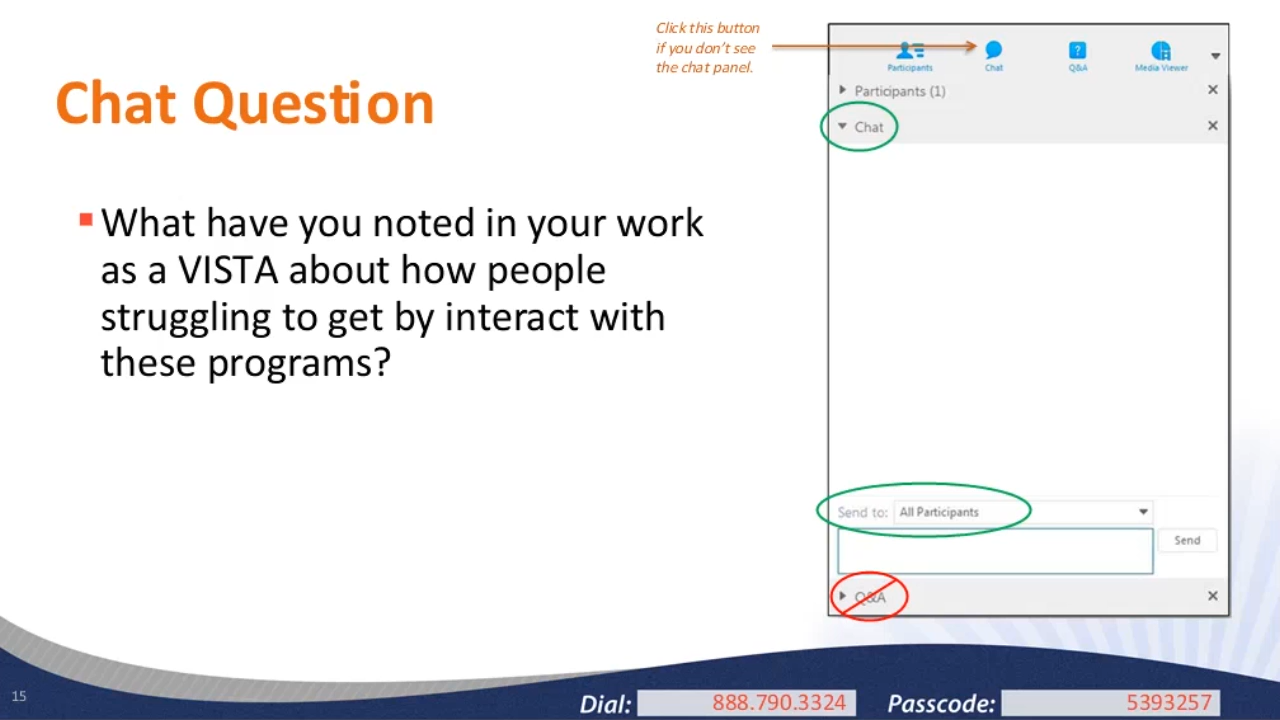 Click this button
if you don't see
the chat panel.
Chat Question
What have you noted in your work
as a VISTA about how people
struggling to get by interact with
these programs?
Participants
Chat
Q&A
Media Viewer
Participants (1)
Chat
Send to: All Participants
Send
Q&A
15
Dial: 888.790.3324 Passcode: 5393257